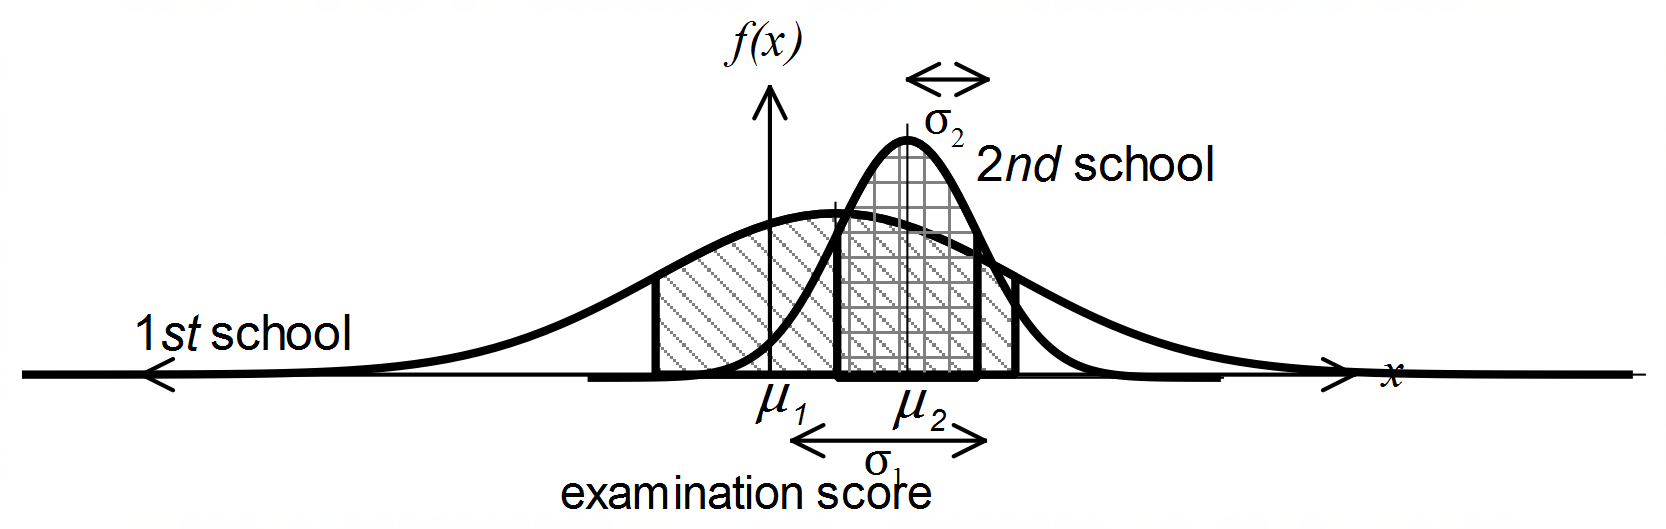 f(x)
σ2
2nd school
1st school
x
μ1
μ2
σ1
examination score